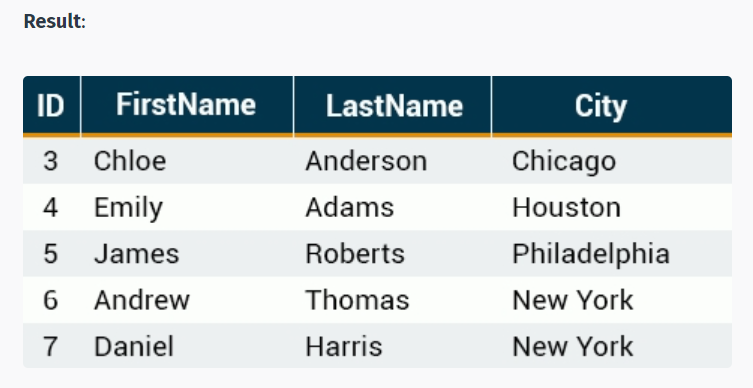 Result:
ID FirstName LastName City
3 Chloe Anderson Chicago
4 Emily Adams Houston
5 James Roberts Philadelphia
6 Andrew Thomas New York
7 Daniel Harris New York